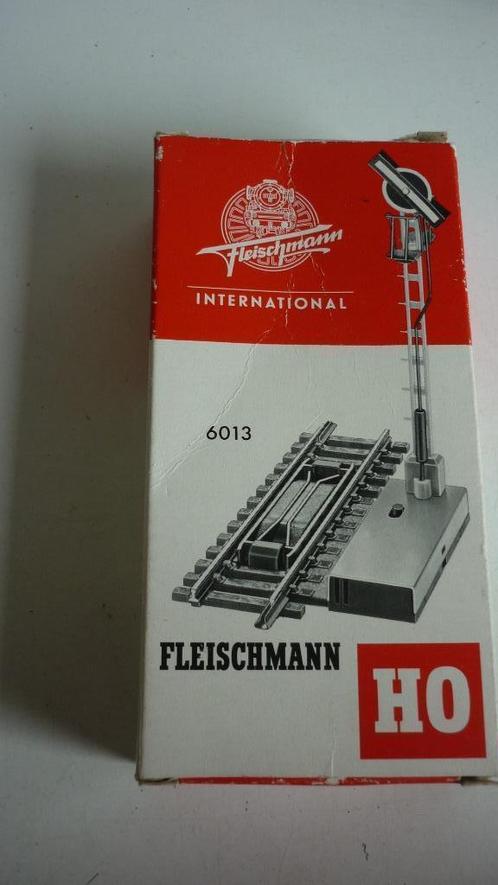 Fleischmann
INTERNATIONAL
6013
FLEISCHMANN
HO